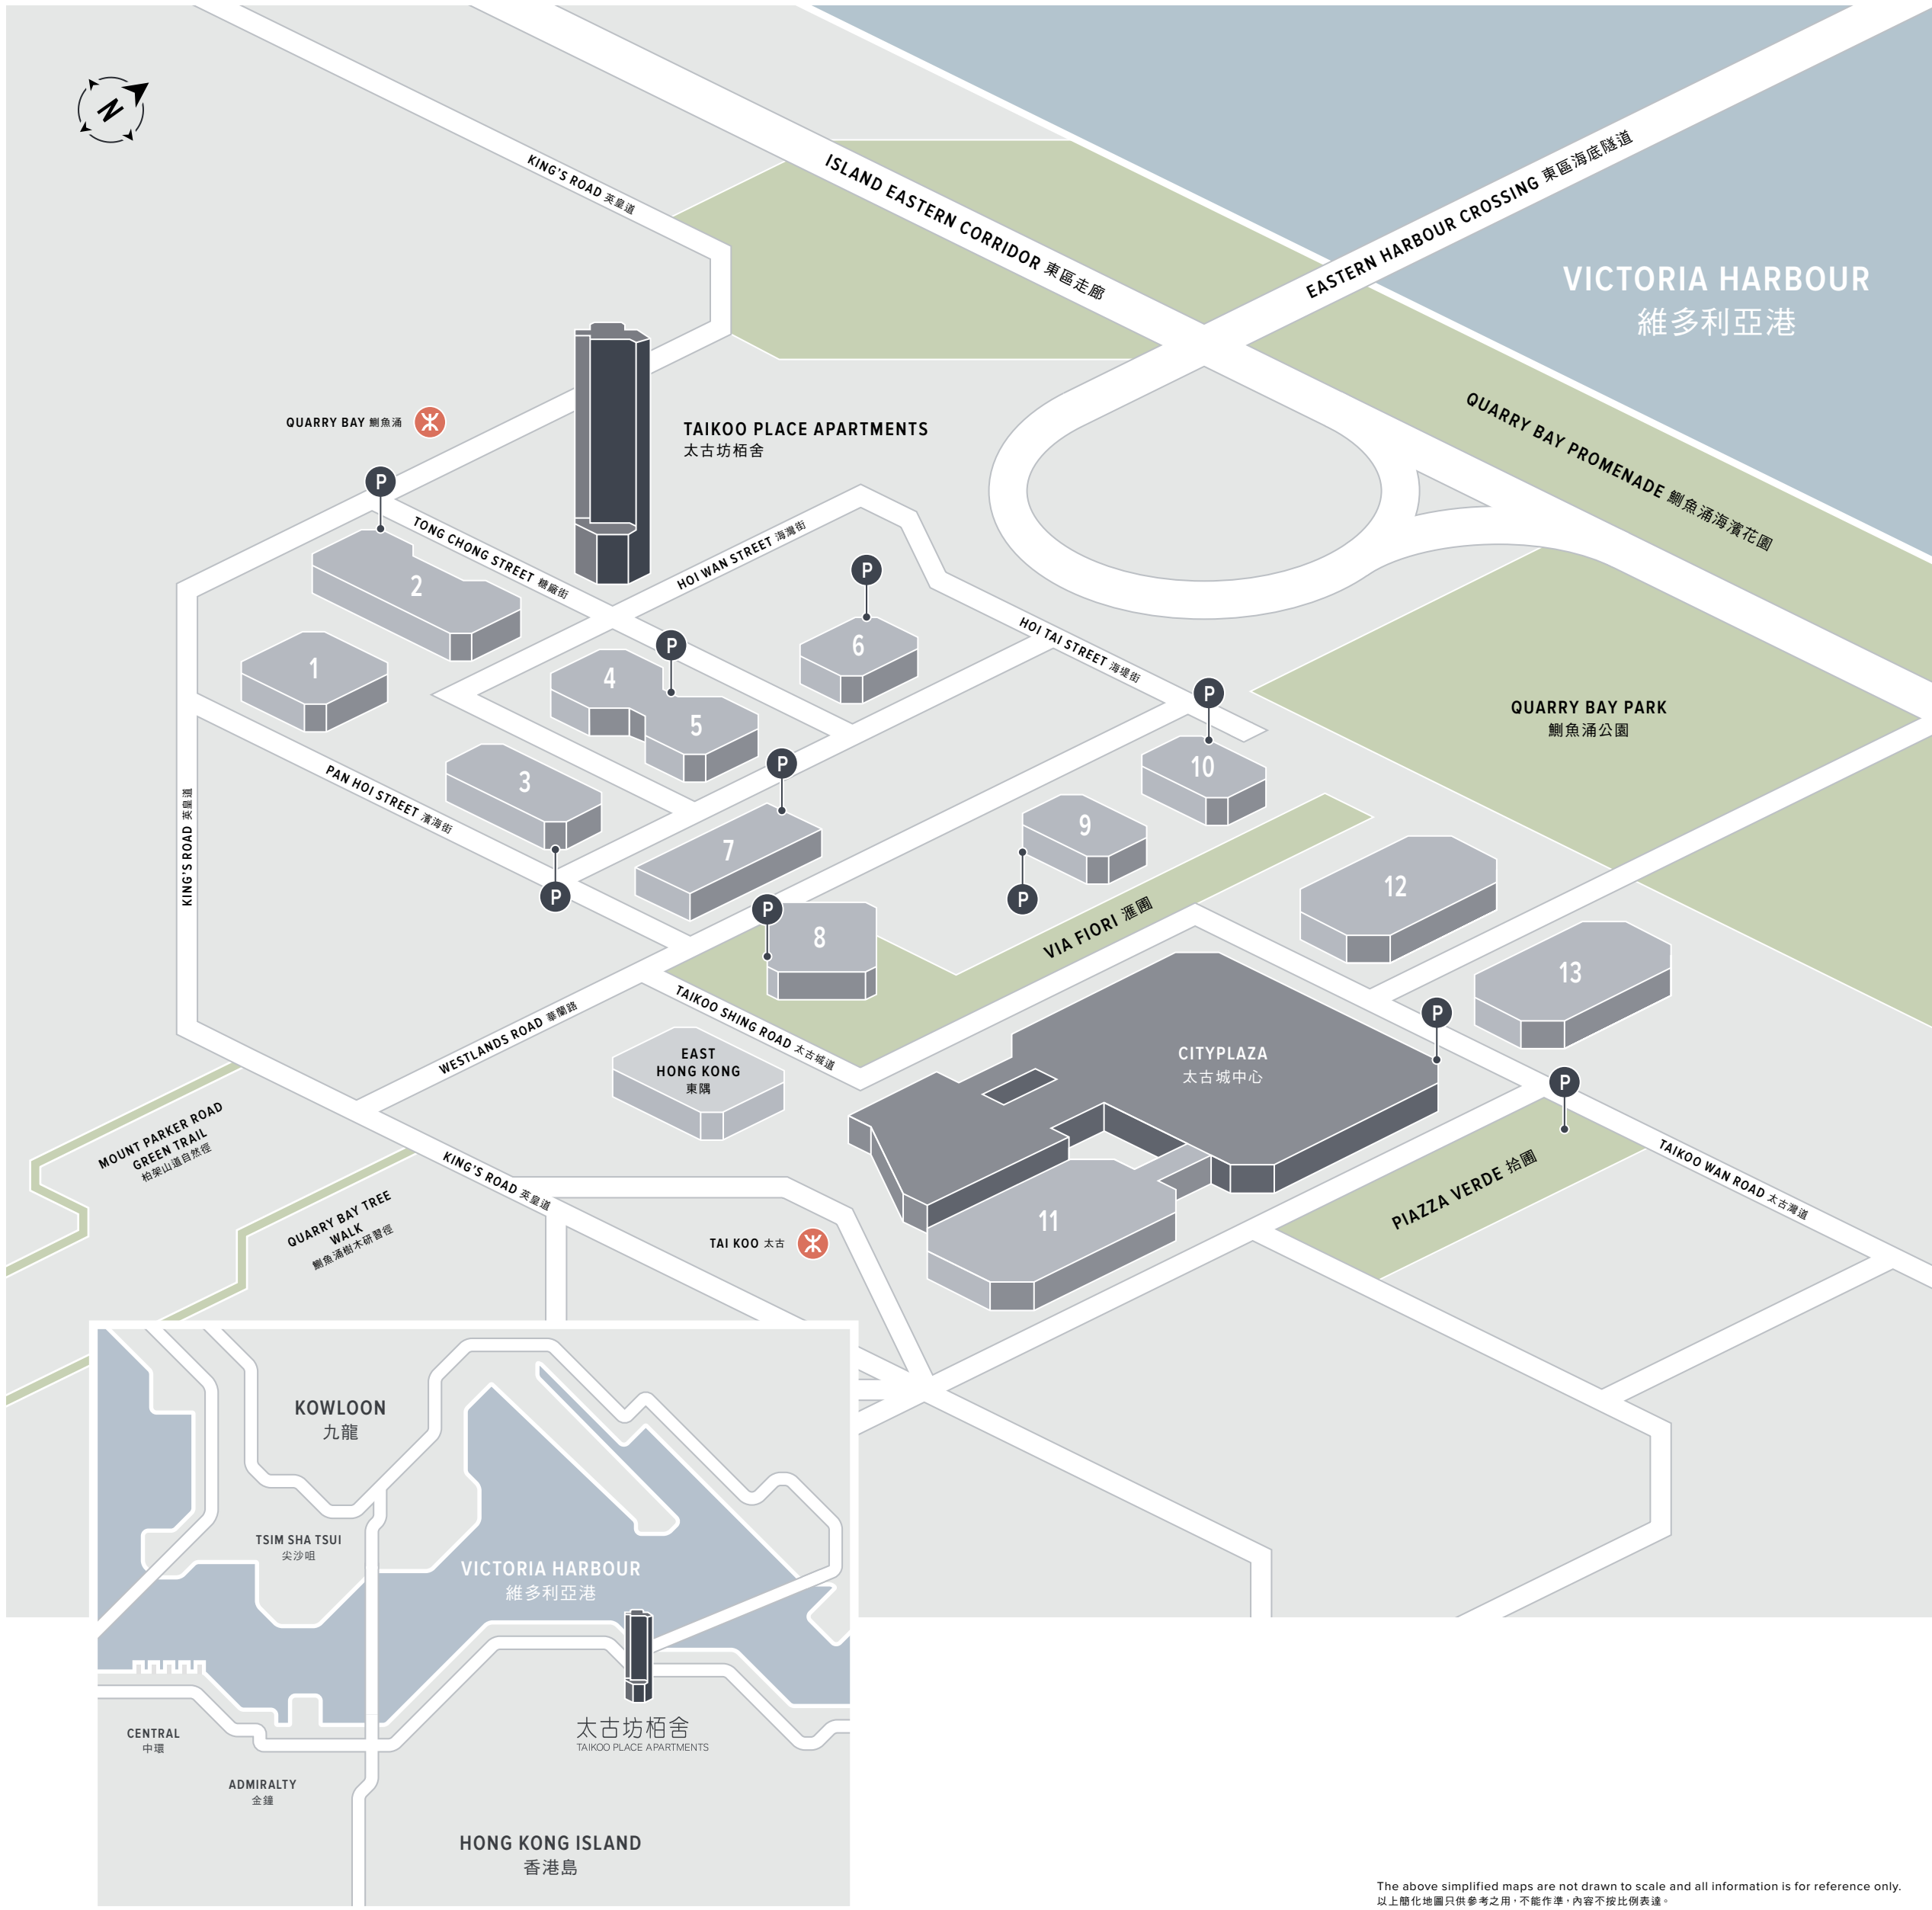 N
KING'S ROAD 英皇道
ISLAND EASTERN CORRIDOR 東區走廊
EASTERN HARBOUR CROSSING 東區海底隧道
VICTORIA HARBOUR
維多利亞港
QUARRY BAY 鰂魚涌
TAIKOO PLACE APARTMENTS
太古坊栢舍
QUARRY BAY PROMENADE 鰂魚涌海濱花園
P
TONG CHONG STREET 糖廠街
HOI WAN STREET 海灣街
P
2
HOI TAI STREET 海堤街
P
6
1
4
5
P
QUARRY BAY PARK
鰂魚涌公園
10
P
3
PAN HOI STREET 濱海街
KING'S ROAD 英皇道
7
9
P
P
P
8
12
VIA FIORI 滙圃
13
TAIKOO SHING ROAD 太古城道
WESTLANDS ROAD 華蘭路
P
EAST
HONG KONG
東隅
CITYPLAZA
太古城中心
P
MOUNT PARKER ROAD
GREEN TRAIL
柏架山道自然徑
KING'S ROAD 英皇道
TAIKOO WAN ROAD 太古灣道
PIAZZA VERDE 拾圃
QUARRY BAY TREE
WALK
鰂魚涌樹木研習徑
11
TAI KOO 太古
KOWLOON
九龍
TSIM SHA TSUI
尖沙咀
VICTORIA HARBOUR
維多利亞港
太古坊栢舍
TAIKOO PLACE APARTMENTS
CENTRAL
中環
ADMIRALTY
金鐘
HONG KONG ISLAND
香港島
The above simplified maps are not drawn to scale and all information is for reference only.
以上簡化地圖只供參考之用，不能作準，內容不按比例表達。